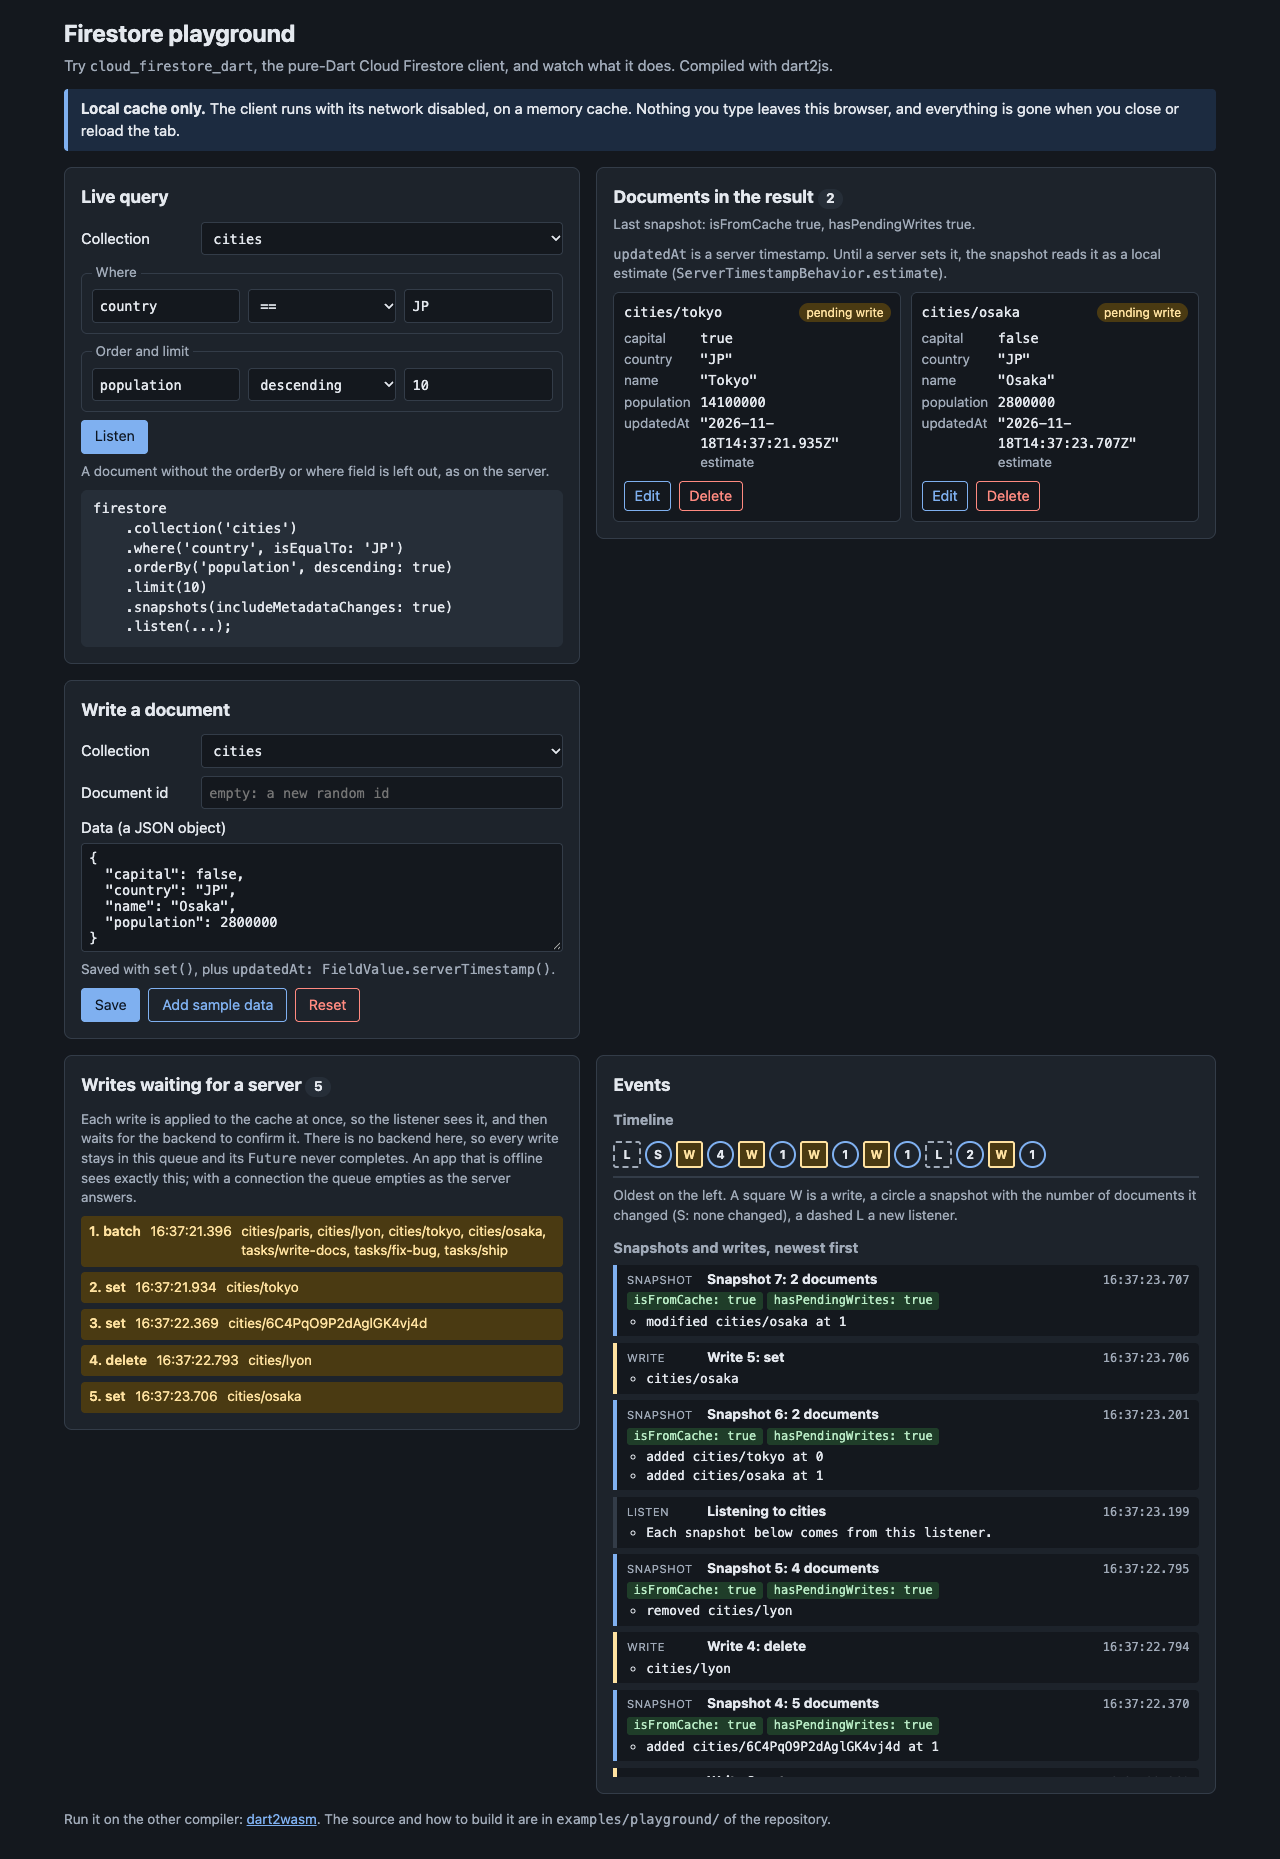 Firestore playground
Try cloud_firestore_dart, the pure-Dart Cloud Firestore client, and watch what it does. Compiled with dart2js.
Local cache only. The client runs with its network disabled, on a memory cache. Nothing you type leaves this browser, and everything is gone when you close or
reload the tab.
Live query
Collection
cities
Where
country
==
JP
Order and limit
population
descending
10
Listen
A document without the orderBy or where field is left out, as on the server.
firestore
.collection('cities')
.where('country', isEqualTo: 'JP')
.orderBy('population', descending: true)
.limit(10)
.snapshots(includeMetadataChanges: true)
.listen(...);
Documents in the result 2
Last snapshot: isFromCache true, hasPendingWrites true.
updatedAt is a server timestamp. Until a server sets it, the snapshot reads it as a local
estimate (ServerTimestampBehavior.estimate).
cities/tokyo pending write
capital true
country "JP"
name "Tokyo"
population 14100000
updatedAt "2026-11-
18T14:37:21.935Z"
estimate
Edit Delete
cities/osaka pending write
capital false
country "JP"
name "Osaka"
population 2800000
updatedAt "2026-11-
18T14:37:23.707Z"
estimate
Edit Delete
Write a document
Collection
cities
Document id
empty: a new random id
Data (a JSON object)
{
"capital": false,
"country": "JP",
"name": "Osaka",
"population": 2800000
}
Saved with set(), plus updatedAt: FieldValue.serverTimestamp().
Save Add sample data Reset
Writes waiting for a server 5
Each write is applied to the cache at once, so the listener sees it, and then
waits for the backend to confirm it. There is no backend here, so every write
stays in this queue and its Future never completes. An app that is offline
sees exactly this; with a connection the queue empties as the server
answers.
1. batch 16:37:21.396 cities/paris, cities/lyon, cities/tokyo, cities/osaka,
tasks/write-docs, tasks/fix-bug, tasks/ship
2. set 16:37:21.934 cities/tokyo
3. set 16:37:22.369 cities/6C4PqO9P2dAglGK4vj4d
4. delete 16:37:22.793 cities/lyon
5. set 16:37:23.706 cities/osaka
Events
Timeline
L S W 4 W 1 W 1 W 1 L 2 W 1
Oldest on the left. A square W is a write, a circle a snapshot with the number of documents it
changed (S: none changed), a dashed L a new listener.
Snapshots and writes, newest first
SNAPSHOT Snapshot 7: 2 documents 16:37:23.707
isFromCache: true hasPendingWrites: true
modified cities/osaka at 1
WRITE Write 5: set 16:37:23.706
cities/osaka
SNAPSHOT Snapshot 6: 2 documents 16:37:23.201
isFromCache: true hasPendingWrites: true
added cities/tokyo at 0
added cities/osaka at 1
LISTEN Listening to cities 16:37:23.199
Each snapshot below comes from this listener.
SNAPSHOT Snapshot 5: 4 documents 16:37:22.795
isFromCache: true hasPendingWrites: true
removed cities/lyon
WRITE Write 4: delete 16:37:22.794
cities/lyon
SNAPSHOT Snapshot 4: 5 documents 16:37:22.370
isFromCache: true hasPendingWrites: true
added cities/6C4PqO9P2dAglGK4vj4d at 1
Run it on the other compiler: dart2wasm. The source and how to build it are in examples/playground/ of the repository.